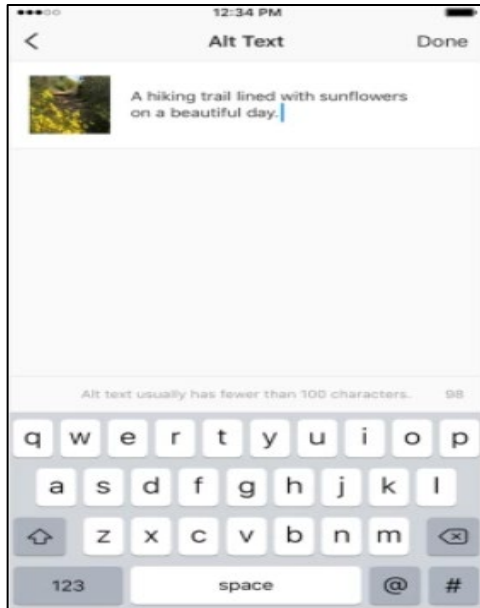 12:34 PM
< Alt Text Done
A hiking trail lined with sunflowers
on a beautiful day.
Alt text usually has fewer than 100 characters. 98
q w e r t y u i o p
a s d f g h j k l
z x c v b n m
123 space @ #